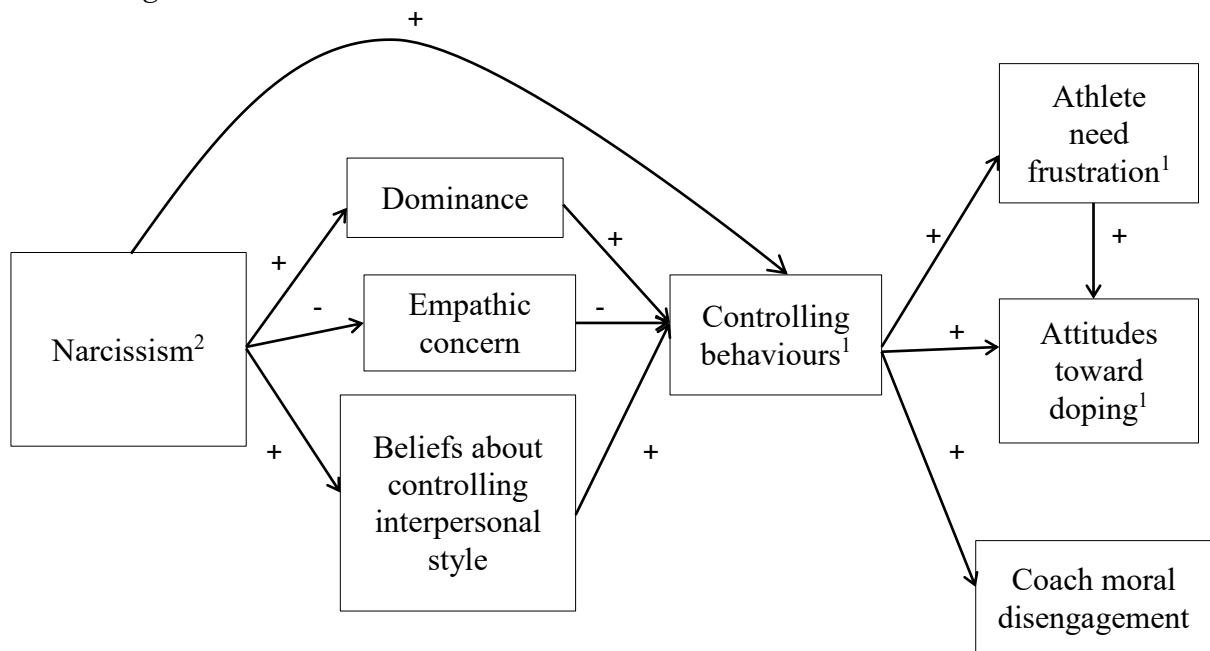 +
Athlete
need
frustration1
Dominance
+
+
+
+
Narcissism2
-
Empathic
concern
-
Controlling
behaviours1
+
Attitudes
toward
doping1
+
Beliefs about
controlling
interpersonal
style
+
+
Coach moral
disengagement